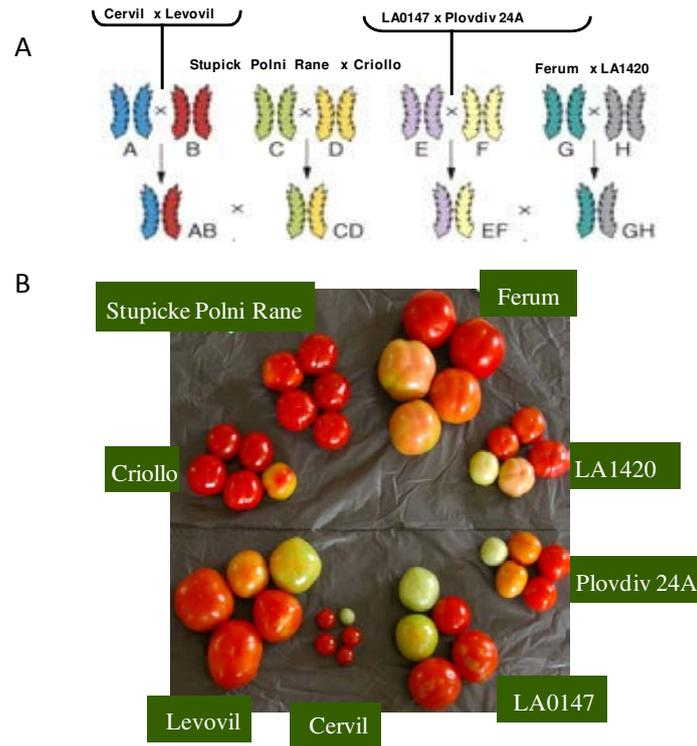 Cervil x Levovil
LA0147 x Plovdiv 24A
A
Stupick Polni Rane x Criollo
Ferum x LA1420
A B C D E F G H
AB CD EF GH
B
Stupicke Polni Rane
Ferum
Criollo
LA1420
Plovdiv 24A
Levovil
Cervil
LA0147